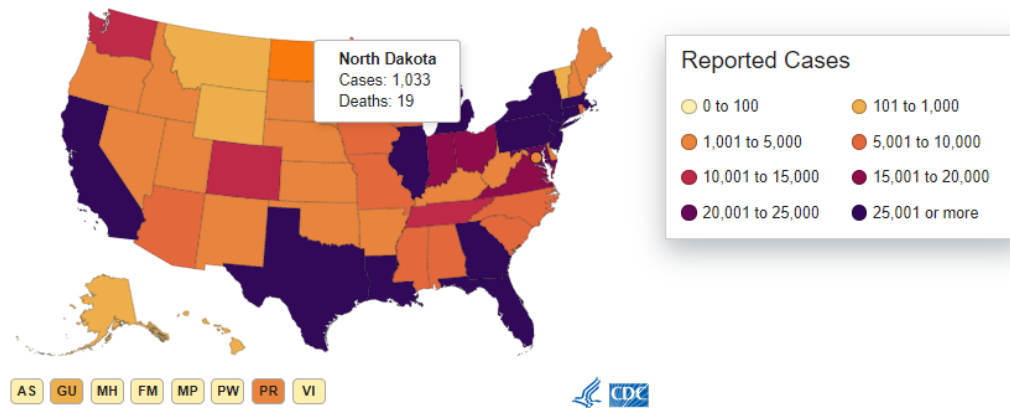 North Dakota
Cases: 1,033
Deaths: 19
Reported Cases
0 to 100
101 to 1,000
1,001 to 5,000
5,001 to 10,000
10,001 to 15,000
15,001 to 20,000
20,001 to 25,000
25,001 or more
AS GU MH FM MP PW PR VI
CDC